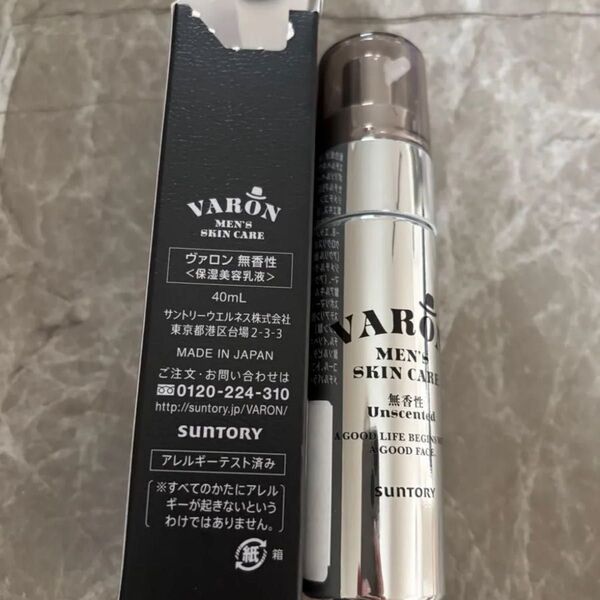 VARON
MEN'S
SKIN CARE
ヴァロン 無香性
<保湿美容乳液>
40mL
サントリーウエルネス株式会社
東京都港区台場2-3-3
MADE IN JAPAN
ご注文・お問い合わせは
0120-224-310
http://suntory.jp/VARON/
SUNTORY
アレルギーテスト済み
※すべてのかたにアレル
ギーが起きないという
わけではありません。
紙 箱
VARON
MEN'S
SKIN CARE
無香性
Unscented
A GOOD LIFE BEGINS
A GOOD FACE.
SUNTORY